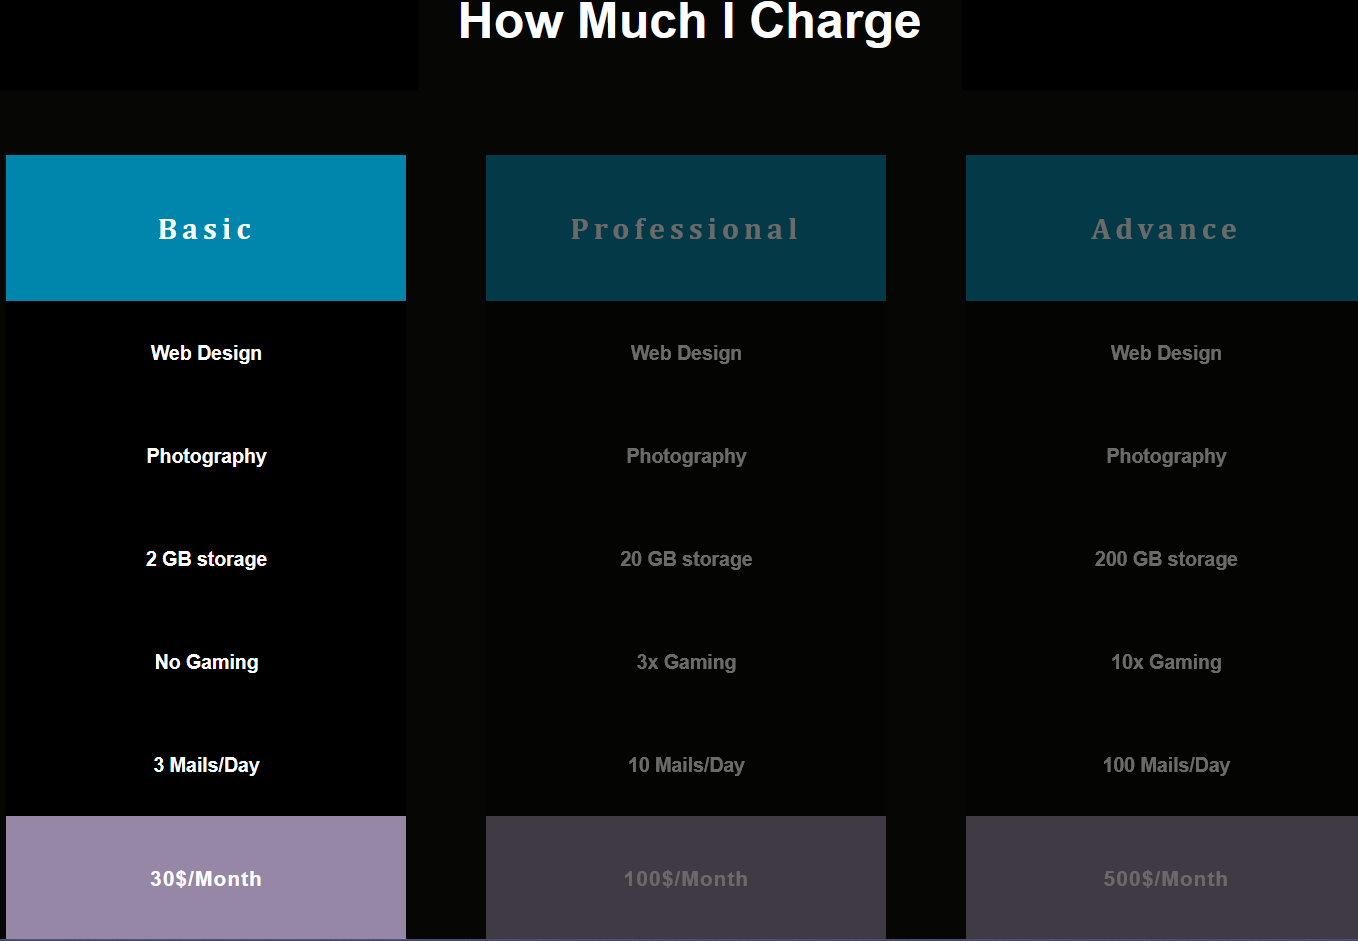 How Much I Charge
Basic
Web Design
Photography
2 GB storage
No Gaming
3 Mails/Day
30$/Month
Professional
Web Design
Photography
20 GB storage
3x Gaming
10 Mails/Day
100$/Month
Advance
Web Design
Photography
200 GB storage
10x Gaming
100 Mails/Day
500$/Month